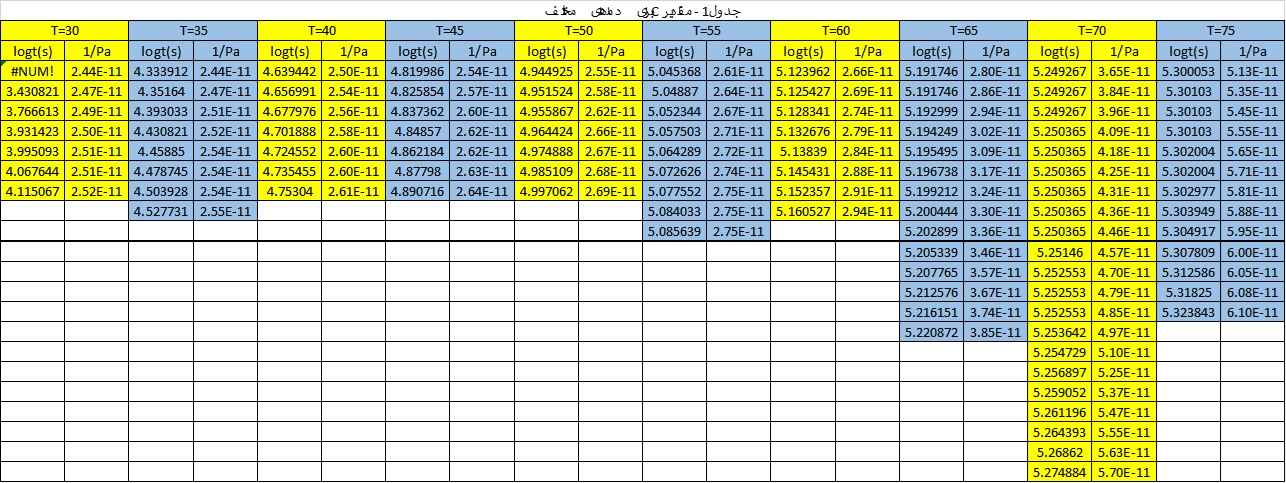 جدول1-مقادیر
T=30 T=35 T=40 T=45 T=50 T=55 T=60 T=65 T=70 T=75
logt(s) 1/Pa logt(s) 1/Pa logt(s) 1/Pa logt(s) 1/Pa logt(s) 1/Pa logt(s) 1/Pa logt(s) 1/Pa logt(s) 1/Pa logt(s) 1/Pa logt(s) 1/Pa
#NUM! 2.44E-11 4.333912 2.44E-11 4.639442 2.50E-11 4.819986 2.54E-11 4.944925 2.55E-11 5.045368 2.61E-11 5.123962 2.66E-11 5.191746 2.80E-11 5.249267 3.65E-11 5.300053 5.13E-11
3.430821 2.47E-11 4.35164 2.47E-11 4.656991 2.54E-11 4.825854 2.57E-11 4.951524 2.58E-11 5.04887 2.64E-11 5.125427 2.69E-11 5.191746 2.86E-11 5.249267 3.84E-11 5.30103 5.35E-11
3.766613 2.49E-11 4.393033 2.51E-11 4.677976 2.56E-11 4.837362 2.60E-11 4.955867 2.62E-11 5.052344 2.67E-11 5.128341 2.74E-11 5.192999 2.94E-11 5.249267 3.96E-11 5.30103 5.45E-11
3.931423 2.50E-11 4.430821 2.52E-11 4.701888 2.58E-11 4.84857 2.62E-11 4.964424 2.66E-11 5.057503 2.71E-11 5.132676 2.79E-11 5.194249 3.02E-11 5.250365 4.09E-11 5.30103 5.55E-11
3.995093 2.51E-11 4.45885 2.54E-11 4.724552 2.60E-11 4.862184 2.62E-11 4.974888 2.67E-11 5.064289 2.72E-11 5.13839 2.84E-11 5.195495 3.09E-11 5.250365 4.18E-11 5.302004 5.65E-11
4.067644 2.51E-11 4.478745 2.54E-11 4.735455 2.60E-11 4.87798 2.63E-11 4.985109 2.68E-11 5.072626 2.74E-11 5.145431 2.88E-11 5.196738 3.17E-11 5.250365 4.25E-11 5.302004 5.71E-11
4.115067 2.52E-11 4.503928 2.54E-11 4.75304 2.61E-11 4.890716 2.64E-11 4.997062 2.69E-11 5.077552 2.75E-11 5.152357 2.91E-11 5.199212 3.24E-11 5.250365 4.31E-11 5.302977 5.81E-11
4.527731 2.55E-11 5.084033 2.75E-11 5.160527 2.94E-11 5.200444 3.30E-11 5.250365 4.36E-11 5.303949 5.88E-11
5.085639 2.75E-11 5.202899 3.36E-11 5.250365 4.46E-11 5.304917 5.95E-11
5.205339 3.46E-11 5.25146 4.57E-11 5.307809 6.00E-11
5.207765 3.57E-11 5.252553 4.70E-11 5.312586 6.05E-11
5.212576 3.67E-11 5.252553 4.79E-11 5.31825 6.08E-11
5.216151 3.74E-11 5.252553 4.85E-11 5.323843 6.10E-11
5.220872 3.85E-11 5.253642 4.97E-11
5.254729 5.10E-11
5.256897 5.25E-11
5.259052 5.37E-11
5.261196 5.47E-11
5.264393 5.55E-11
5.26862 5.63E-11
5.274884 5.70E-11